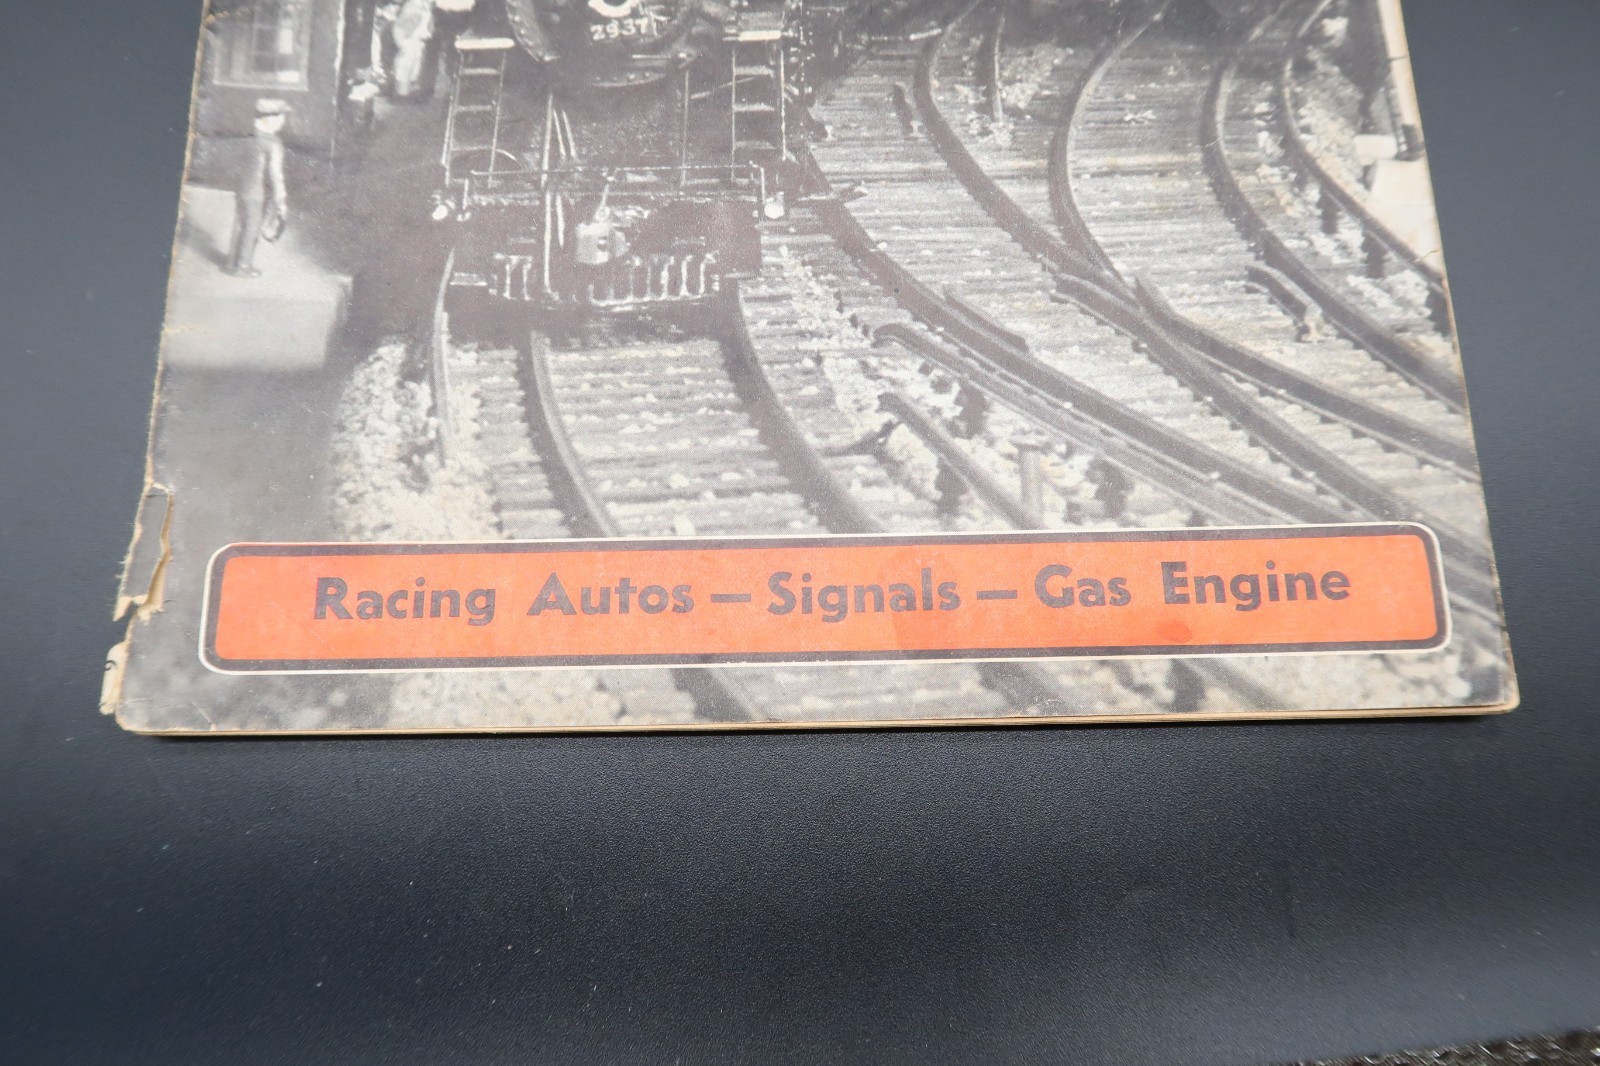 2937
Racing Autos — Signals — Gas Engine